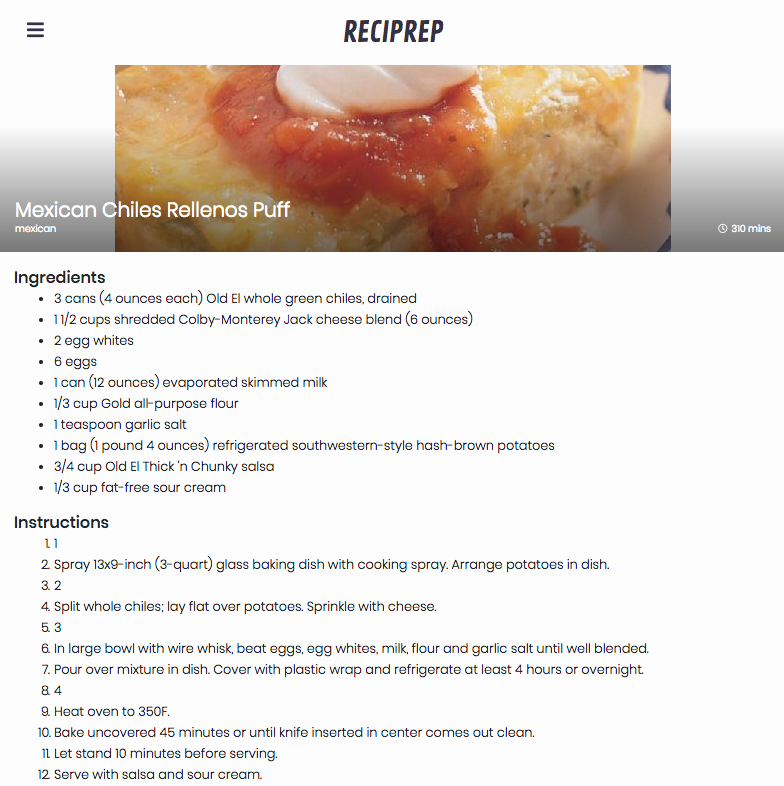 RECIPREP
Mexican Chiles Rellenos Puff
mexican
310 mins
Ingredients
• 3 cans (4 ounces each) Old El whole green chiles, drained
• 1 1/2 cups shredded Colby-Monterey Jack cheese blend (6 ounces)
• 2 egg whites
• 6 eggs
• 1 can (12 ounces) evaporated skimmed milk
• 1/3 cup Gold all-purpose flour
• 1 teaspoon garlic salt
• 1 bag (1 pound 4 ounces) refrigerated southwestern-style hash-brown potatoes
• 3/4 cup Old El Thick 'n Chunky salsa
• 1/3 cup fat-free sour cream
Instructions
1. 1
2. Spray 13x9-inch (3-quart) glass baking dish with cooking spray. Arrange potatoes in dish.
3. 2
4. Split whole chiles; lay flat over potatoes. Sprinkle with cheese.
5. 3
6. In large bowl with wire whisk, beat eggs, egg whites, milk, flour and garlic salt until well blended.
7. Pour over mixture in dish. Cover with plastic wrap and refrigerate at least 4 hours or overnight.
8. 4
9. Heat oven to 350F.
10. Bake uncovered 45 minutes or until knife inserted in center comes out clean.
11. Let stand 10 minutes before serving.
12. Serve with salsa and sour cream.